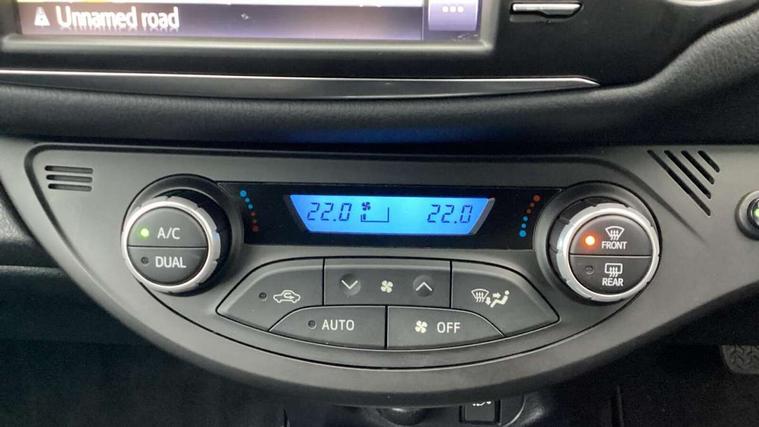 Unnamed road
22.0 22.0
A/C
DUAL
FRONT
REAR
AUTO
OFF